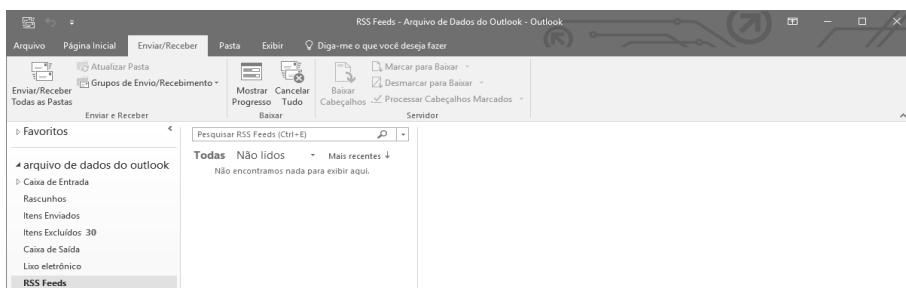 RSS Feeds - Arquivo de Dados do Outlook - Outlook
Arquivo Página Inicial Enviar/Receber Pasta Exibir Diga-me o que você deseja fazer
Enviar/Receber Todas as Pastas
Atualizar Pasta
Grupos de Envio/Recebimento
Enviar e Receber
Mostrar Progresso
Cancelar Tudo
Baixar
Baixar Cabeçalhos
Marcar para Baixar
Desmarcar para Baixar
Processar Cabeçalhos Marcados
Servidor
Favoritos
arquivo de dados do outlook
Caixa de Entrada
Rascunhos
Itens Enviados
Itens Excluídos 30
Caixa de Saída
Lixo eletrônico
RSS Feeds
Pesquisar RSS Feeds (Ctrl+E)
Todas Não lidos Mais recentes ↓
Não encontramos nada para exibir aqui.